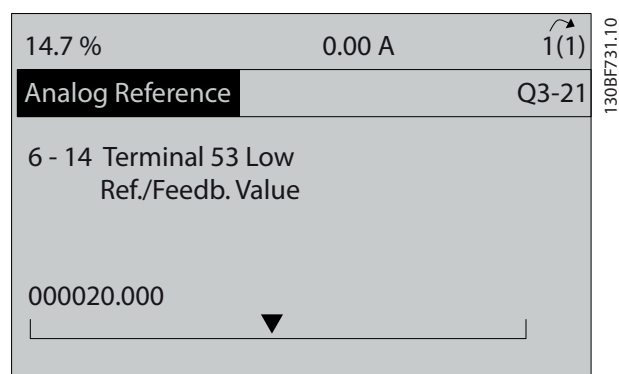 14.7 % 0.00 A 1(1)
Analog Reference Q3-21
6 - 14 Terminal 53 Low
Ref./Feedb. Value
000020.000
130BF731.10